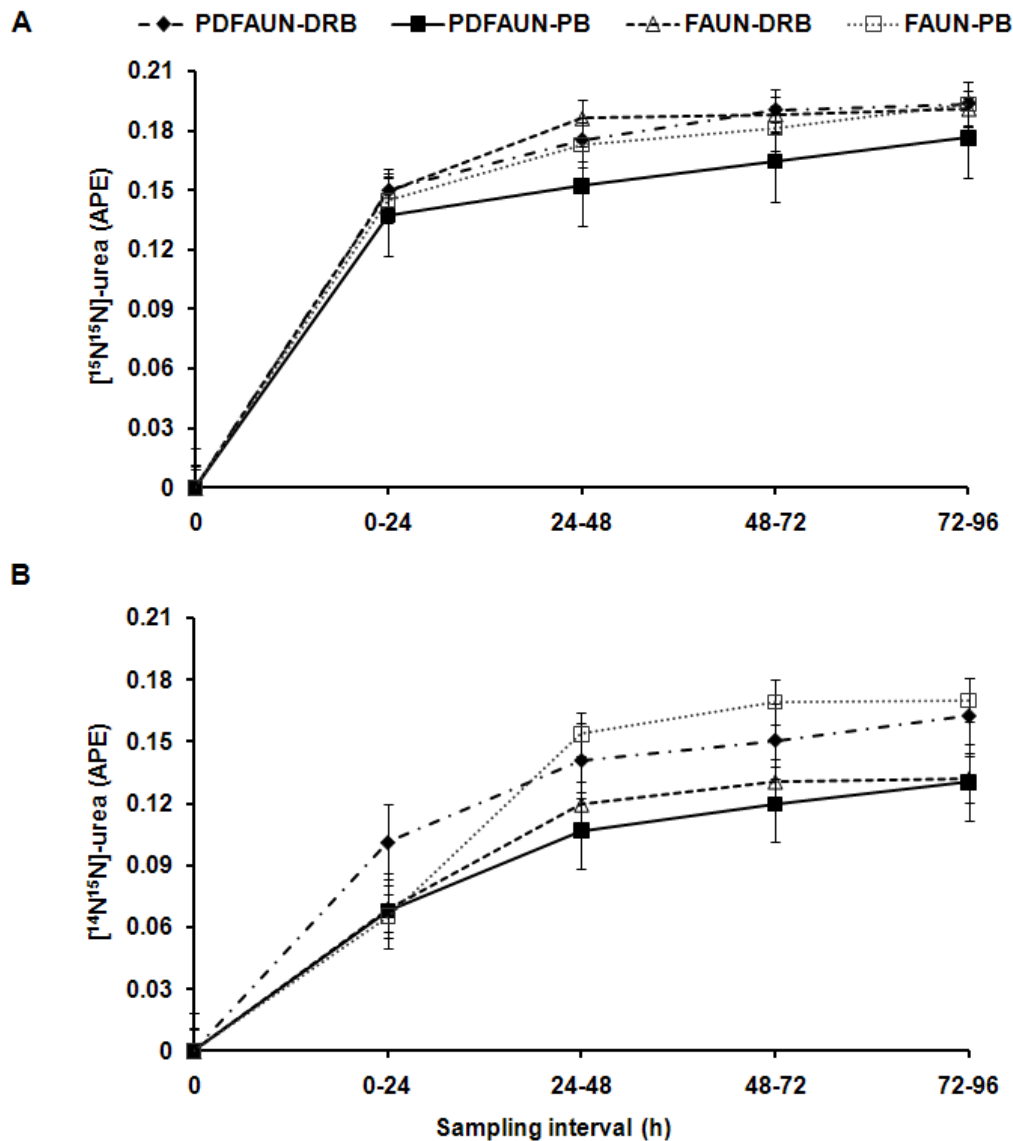 A
PDFAUN-DRB PDFAUN-PB FAUN-DRB FAUN-PB
[¹⁵N¹⁵N]-urea (APE)
0.21
0.18
0.15
0.12
0.09
0.06
0.03
0
0 0-24 24-48 48-72 72-96
B
[¹⁴N¹⁵N]-urea (APE)
0.21
0.18
0.15
0.12
0.09
0.06
0.03
0
0 0-24 24-48 48-72 72-96
Sampling interval (h)